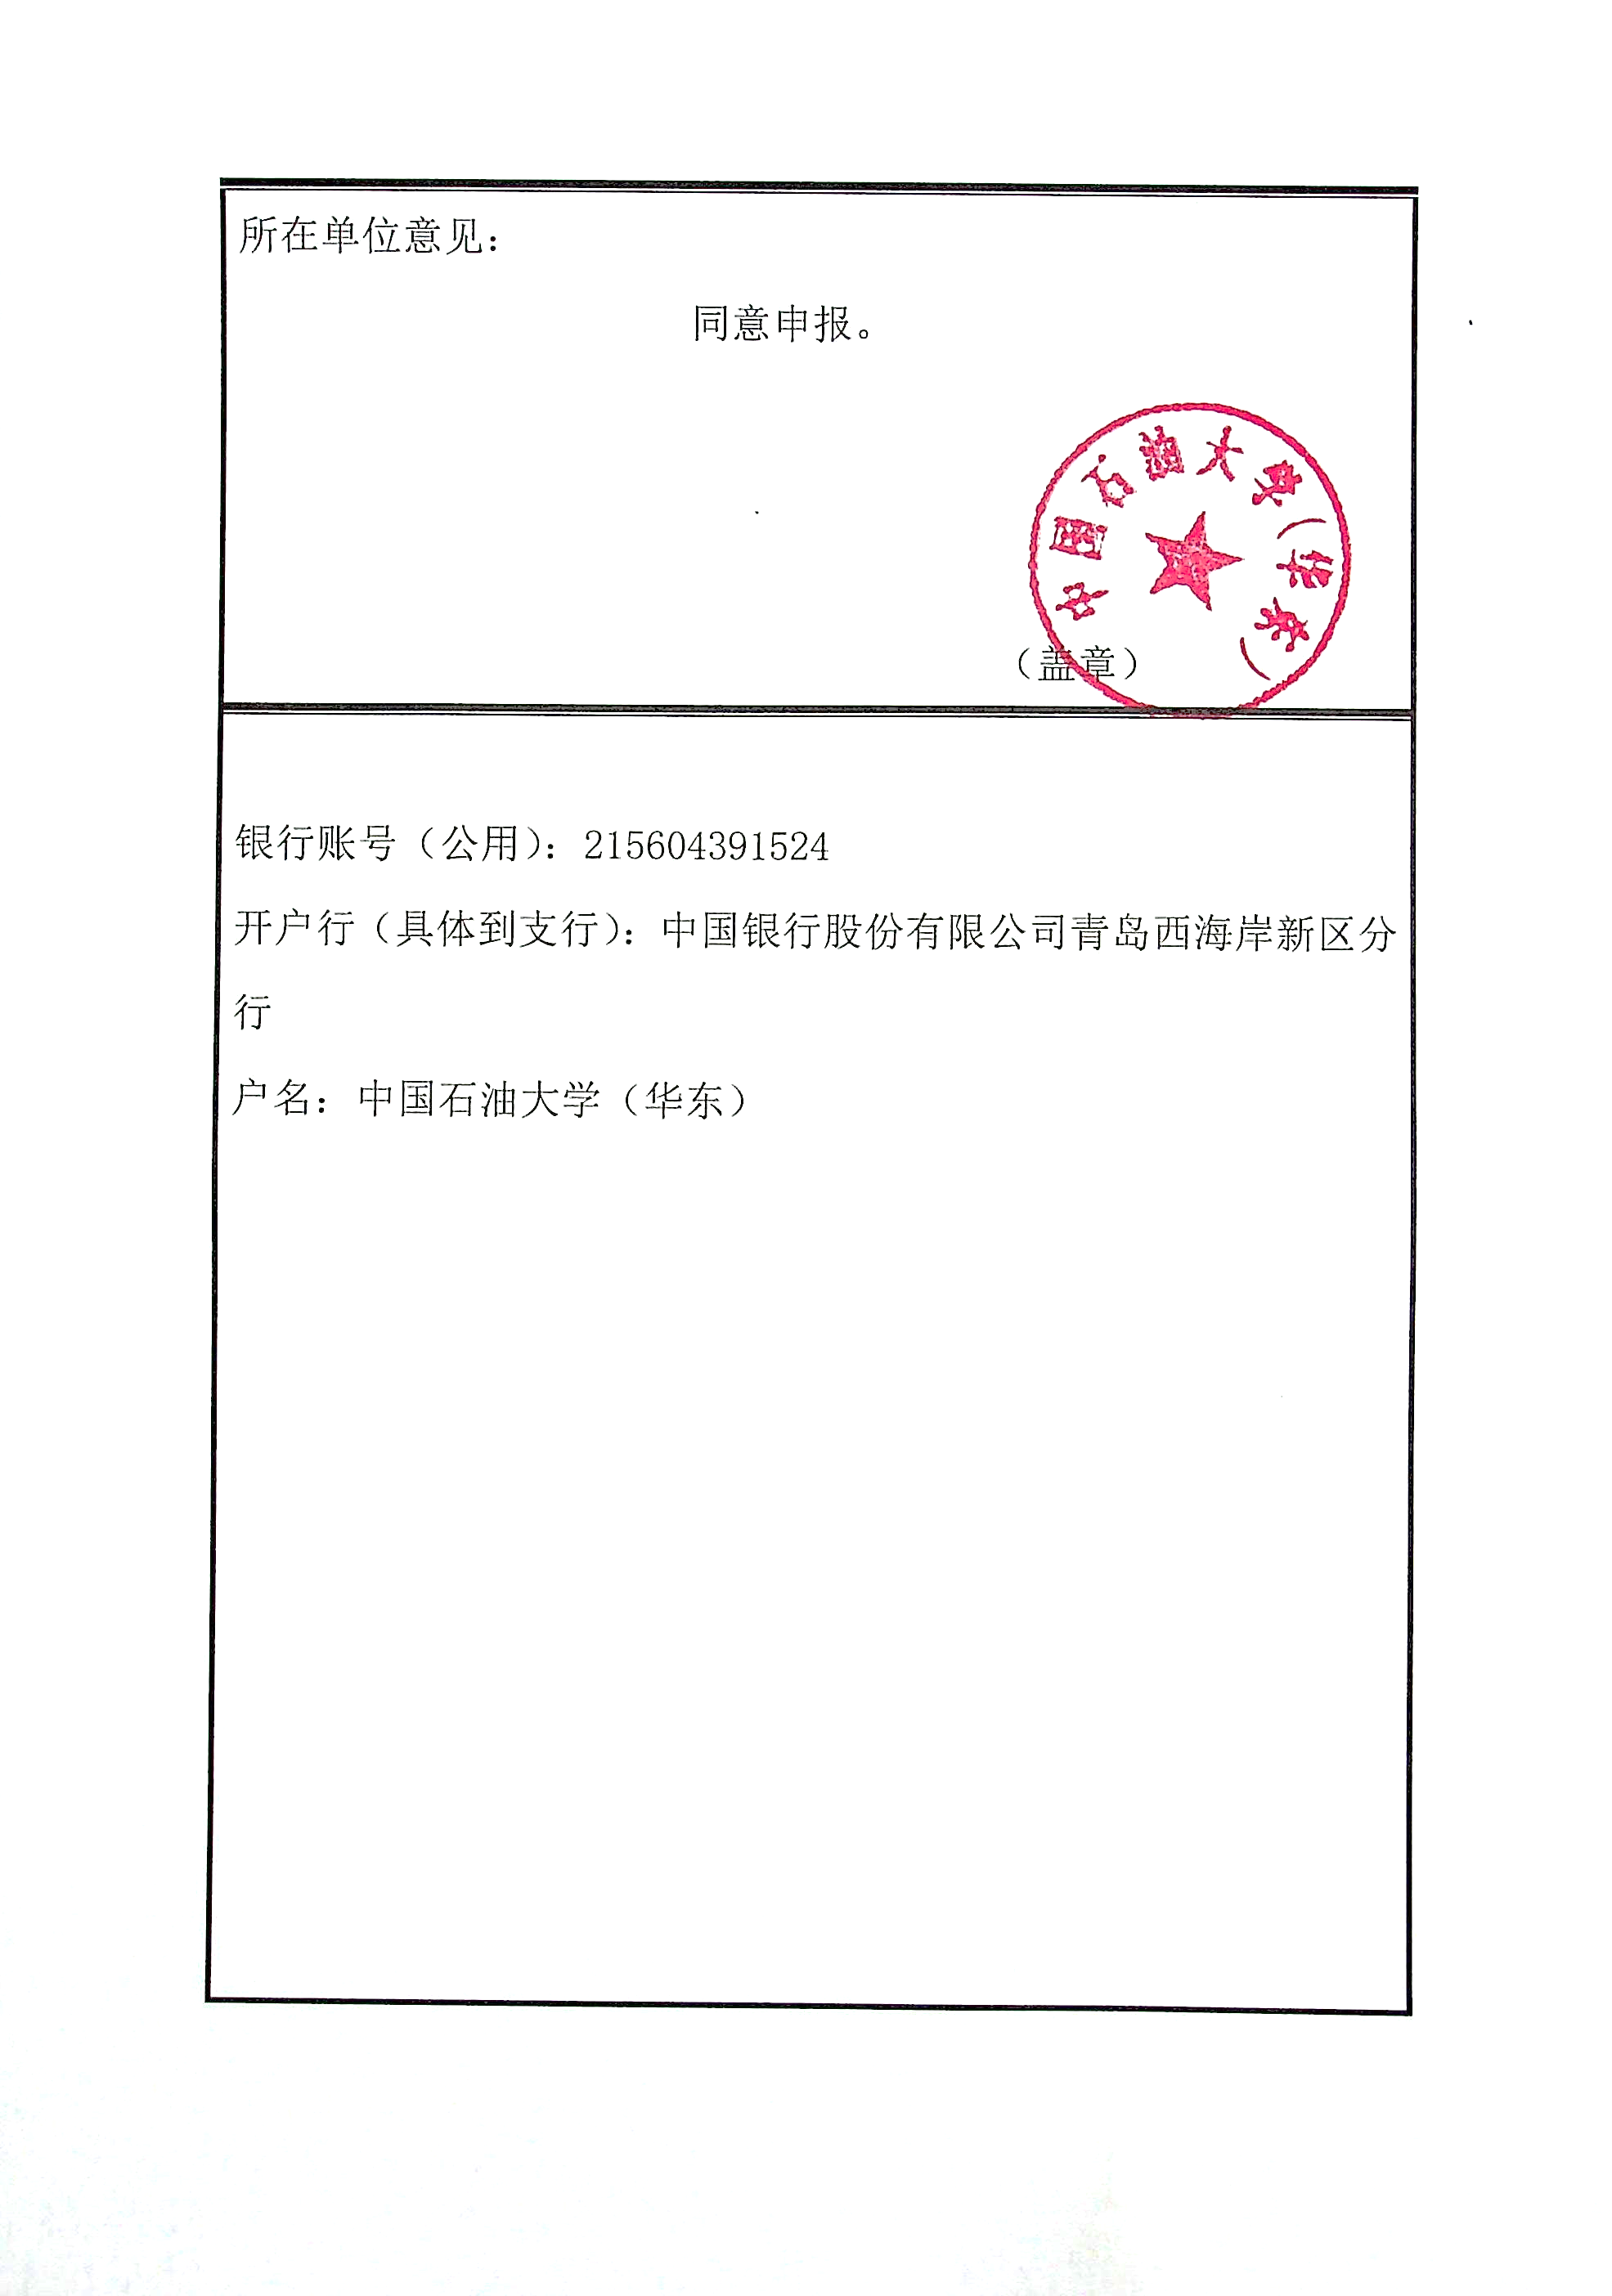 所在单位意见：
同意申报。
中国石油大学(华东)
（盖章）
银行账号（公用）：215604391524
开户行（具体到支行）：中国银行股份有限公司青岛西海岸新区分
行
户名：中国石油大学（华东）